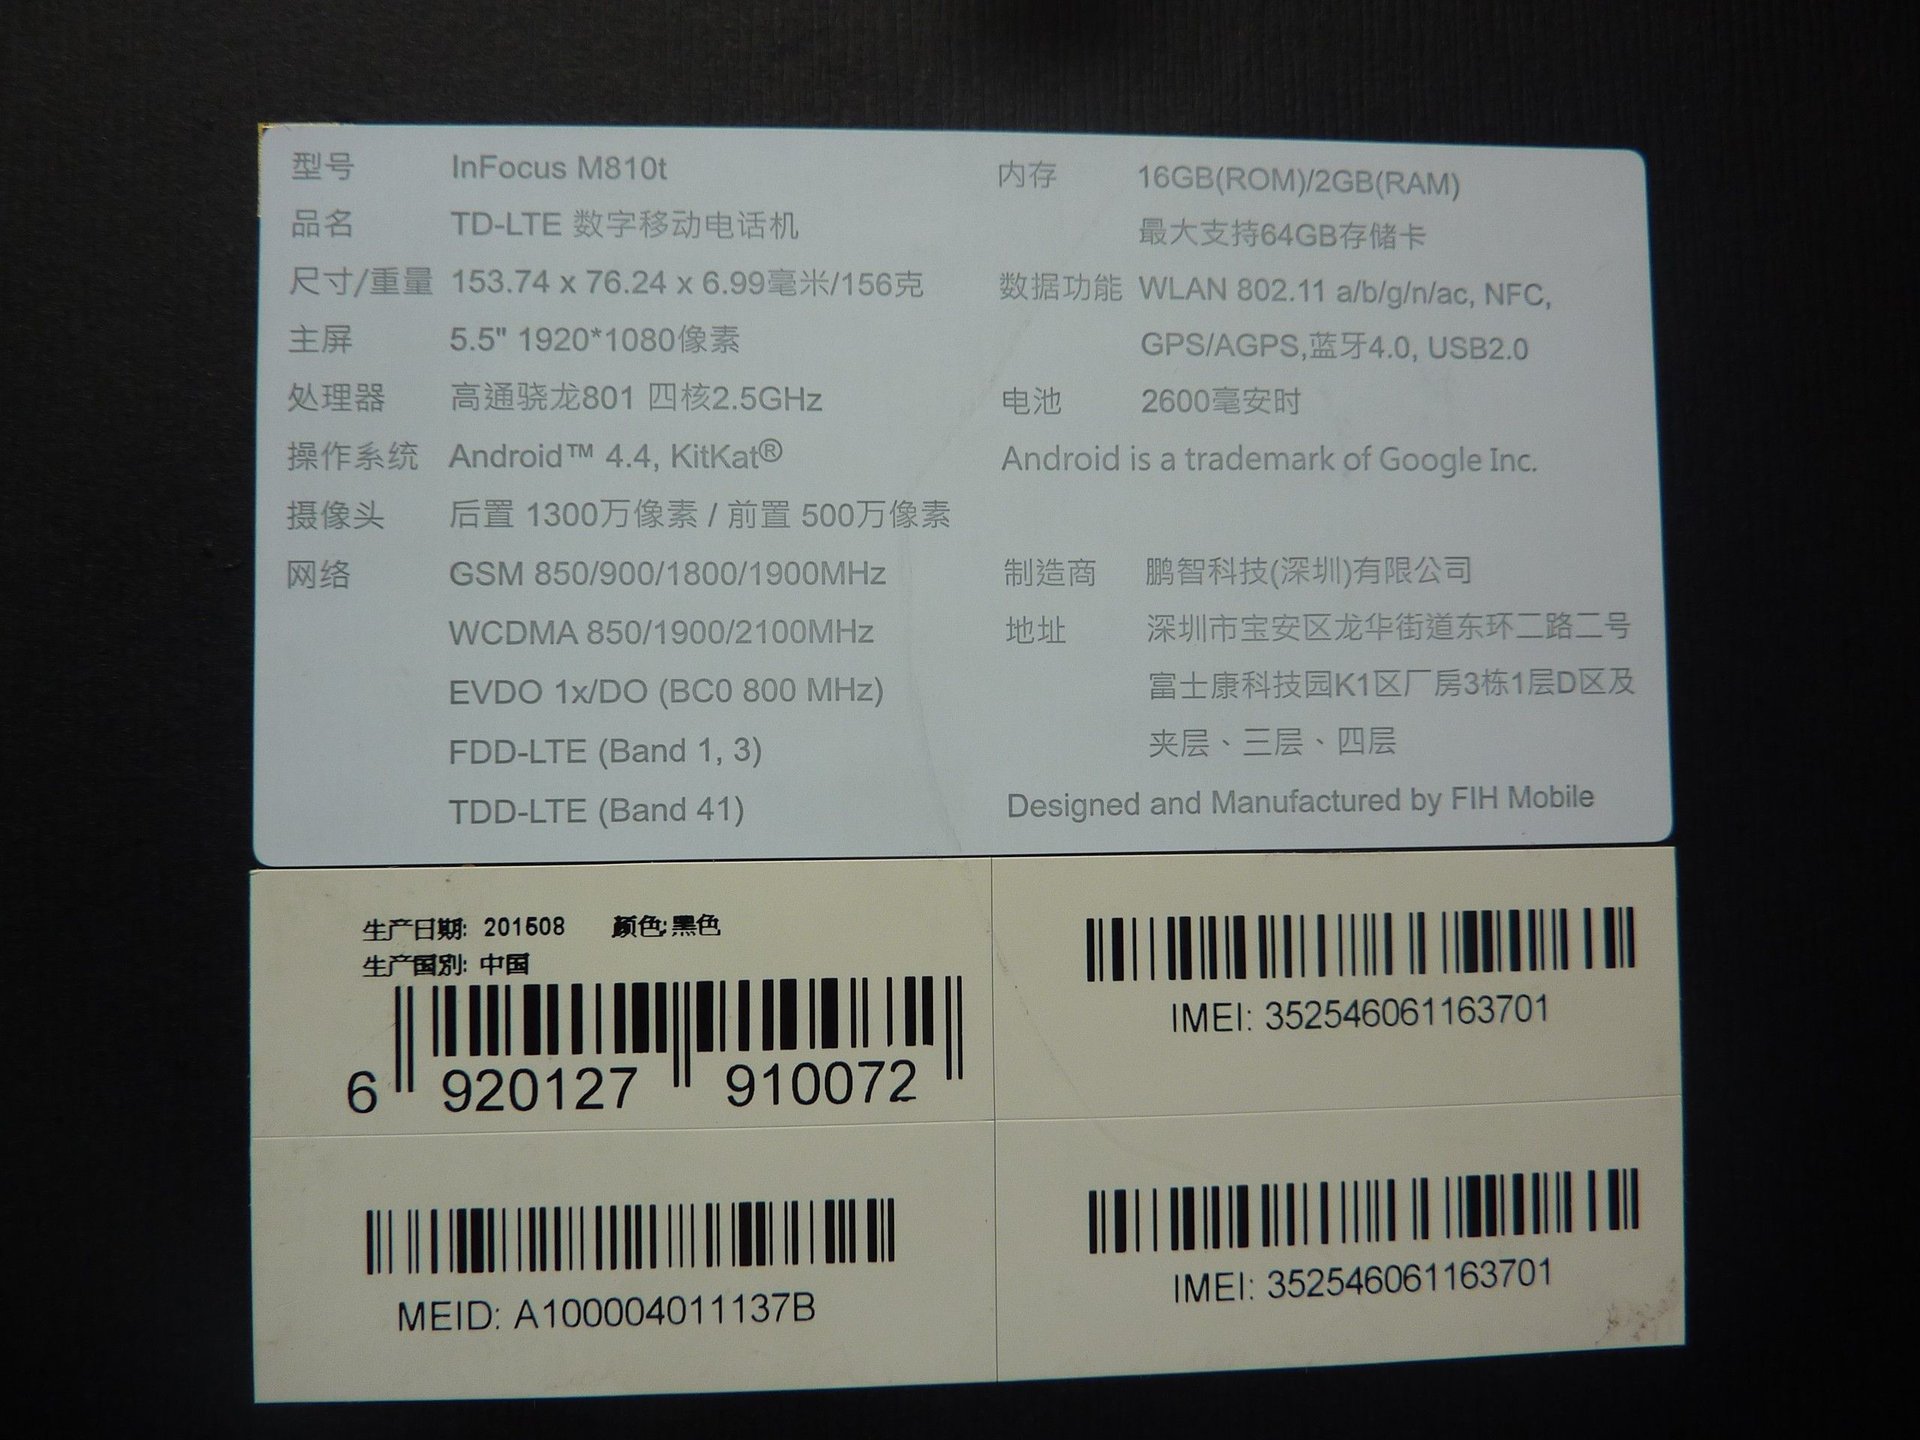 型号 InFocus M810t
品名 TD-LTE 数字移动电话机
尺寸/重量 153.74 x 76.24 x 6.99毫米/156克
主屏 5.5" 1920*1080像素
处理器 高通骁龙801 四核2.5GHz
操作系统 Android™ 4.4, KitKat®
摄像头 后置 1300万像素 / 前置 500万像素
网络 GSM 850/900/1800/1900MHz
WCDMA 850/1900/2100MHz
EVDO 1x/DO (BC0 800 MHz)
FDD-LTE (Band 1, 3)
TDD-LTE (Band 41)
内存 16GB(ROM)/2GB(RAM)
最大支持64GB存储卡
数据功能 WLAN 802.11 a/b/g/n/ac, NFC,
GPS/AGPS,蓝牙4.0, USB2.0
电池 2600毫安时
Android is a trademark of Google Inc.
制造商 鹏智科技(深圳)有限公司
地址 深圳市宝安区龙华街道东环二路二号
富士康科技园K1区厂房3栋1层D区及
夹层、三层、四层
Designed and Manufactured by FIH Mobile
生产日期: 201508 颜色:黑色
生产国别: 中国
6 920127 910072
IMEI: 352546061163701
MEID: A100004011137B
IMEI: 352546061163701